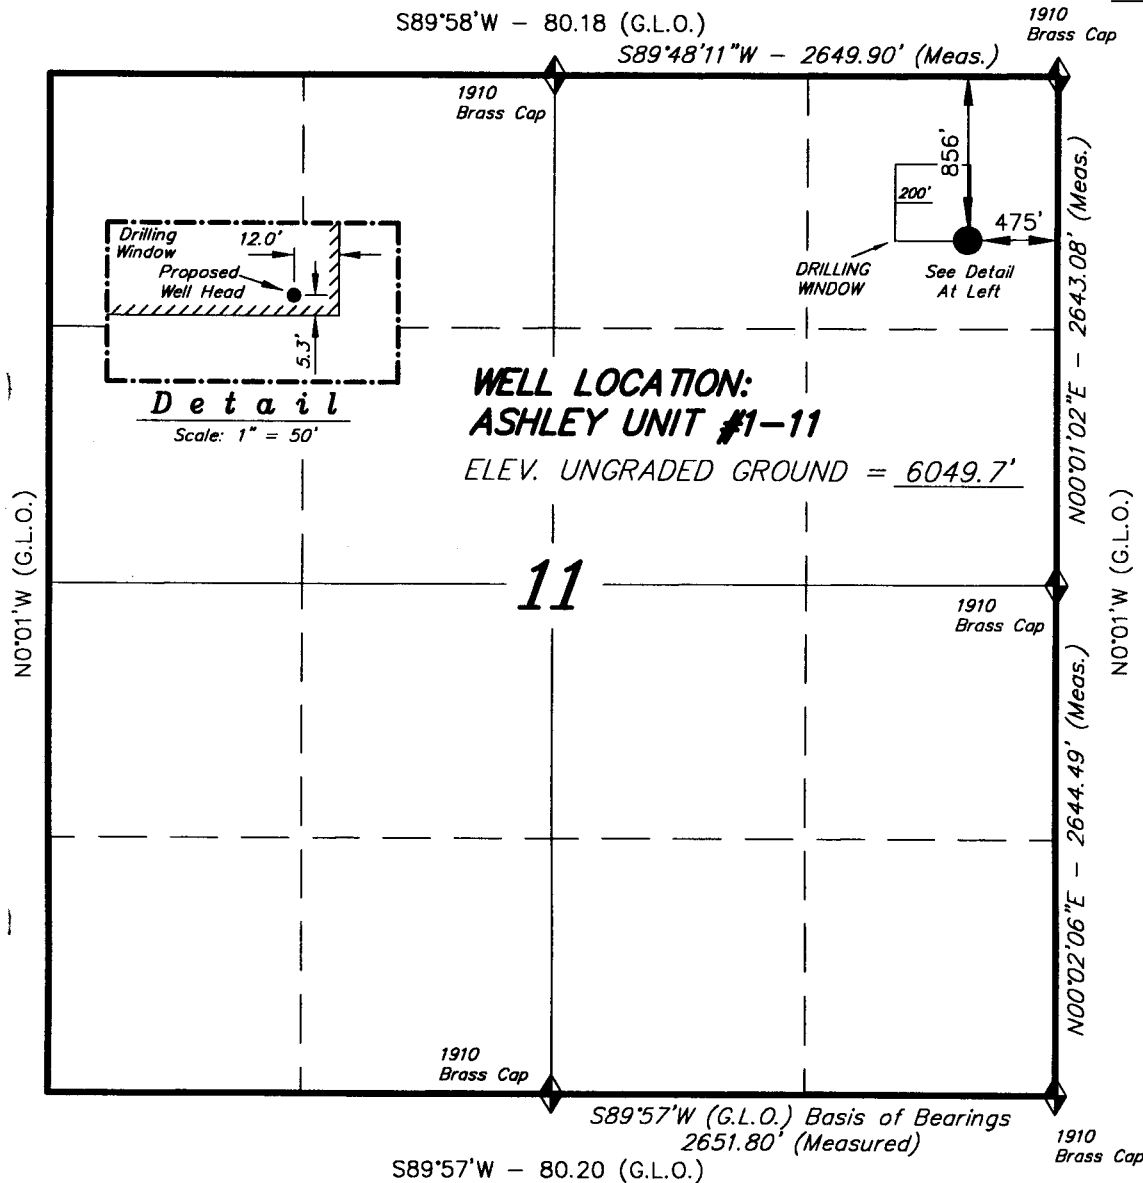 S89°58'W - 80.18 (G.L.O.)
1910
Brass Cap
S89°48'11"W - 2649.90' (Meas.)
1910
Brass Cap
856'
200'
475'
DRILLING
WINDOW
See Detail
At Left
N00°01'02"E - 2643.08' (Meas.)
Drilling
Window
12.0'
Proposed
Well Head
5.3'
Detail
Scale: 1" = 50'
WELL LOCATION:
ASHLEY UNIT #1-11
ELEV. UNGRADED GROUND = 6049.7'
N0°01'W (G.L.O.)
N0°01'W (G.L.O.)
11
1910
Brass Cap
N00°02'06"E - 2644.49' (Meas.)
1910
Brass Cap
S89°57'W (G.L.O.) Basis of Bearings
2651.80' (Measured)
1910
Brass Cap
S89°57'W - 80.20 (G.L.O.)